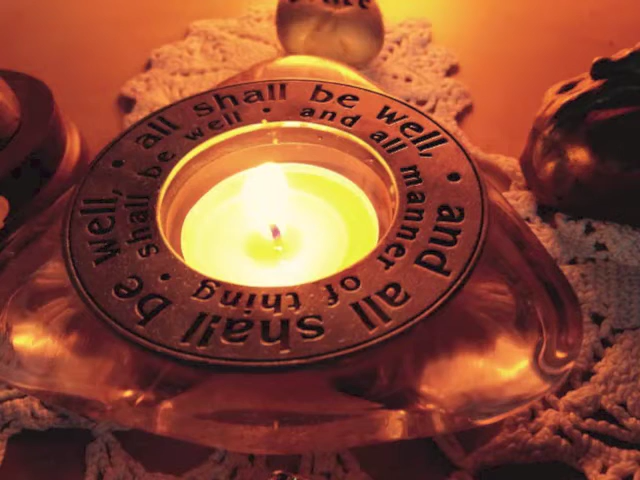 all shall be well, • and all shall be well, •
and all manner of thing • shall be well •